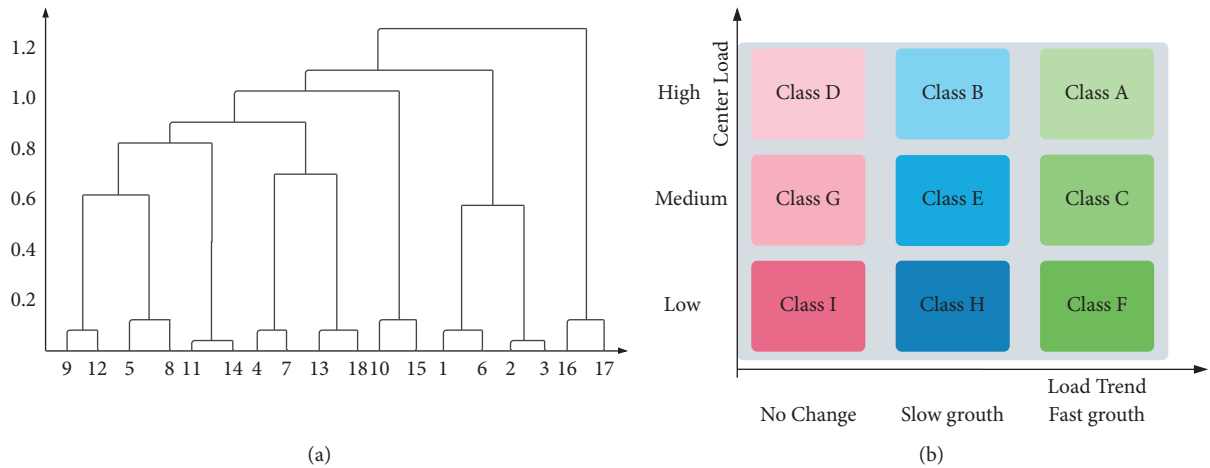 1.2
1.0
0.8
0.6
0.4
0.2
9 12 5 8 11 14 4 7 13 18 10 15 1 6 2 3 16 17
(a)
Center Load
High
Medium
Low
Class D Class B Class A
Class G Class E Class C
Class I Class H Class F
Load Trend
No Change Slow grouth Fast grouth
(b)